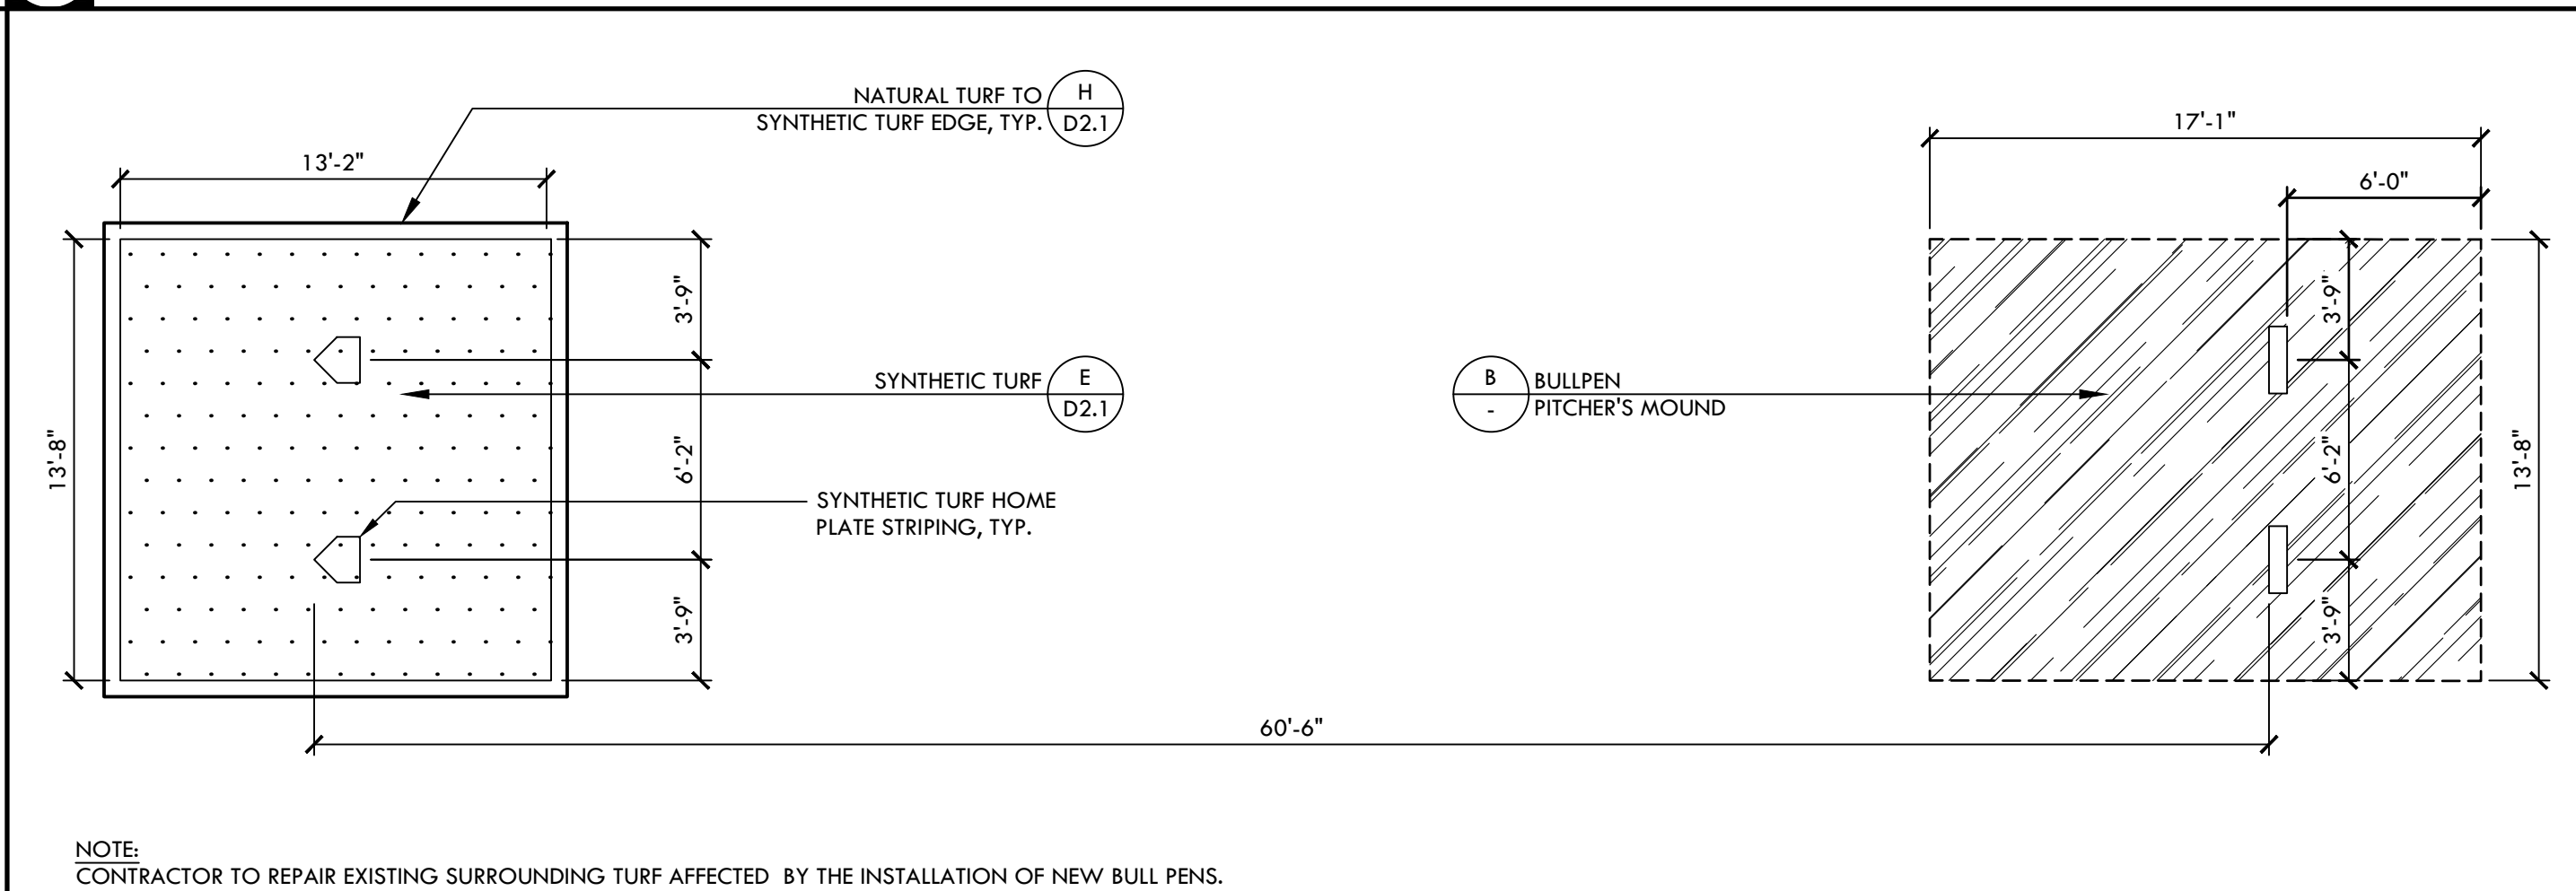 NATURAL TURF TO
SYNTHETIC TURF EDGE, TYP.
H
D2.1
17'-1"
13'-2"
6'-0"
3'-9"
3'-9"
SYNTHETIC TURF
E
D2.1
B
-
BULLPEN
PITCHER'S MOUND
13'-8"
6'-2"
6'-2"
13'-8"
SYNTHETIC TURF HOME
PLATE STRIPING, TYP.
3'-9"
3'-9"
60'-6"
NOTE:
CONTRACTOR TO REPAIR EXISTING SURROUNDING TURF AFFECTED BY THE INSTALLATION OF NEW BULL PENS.